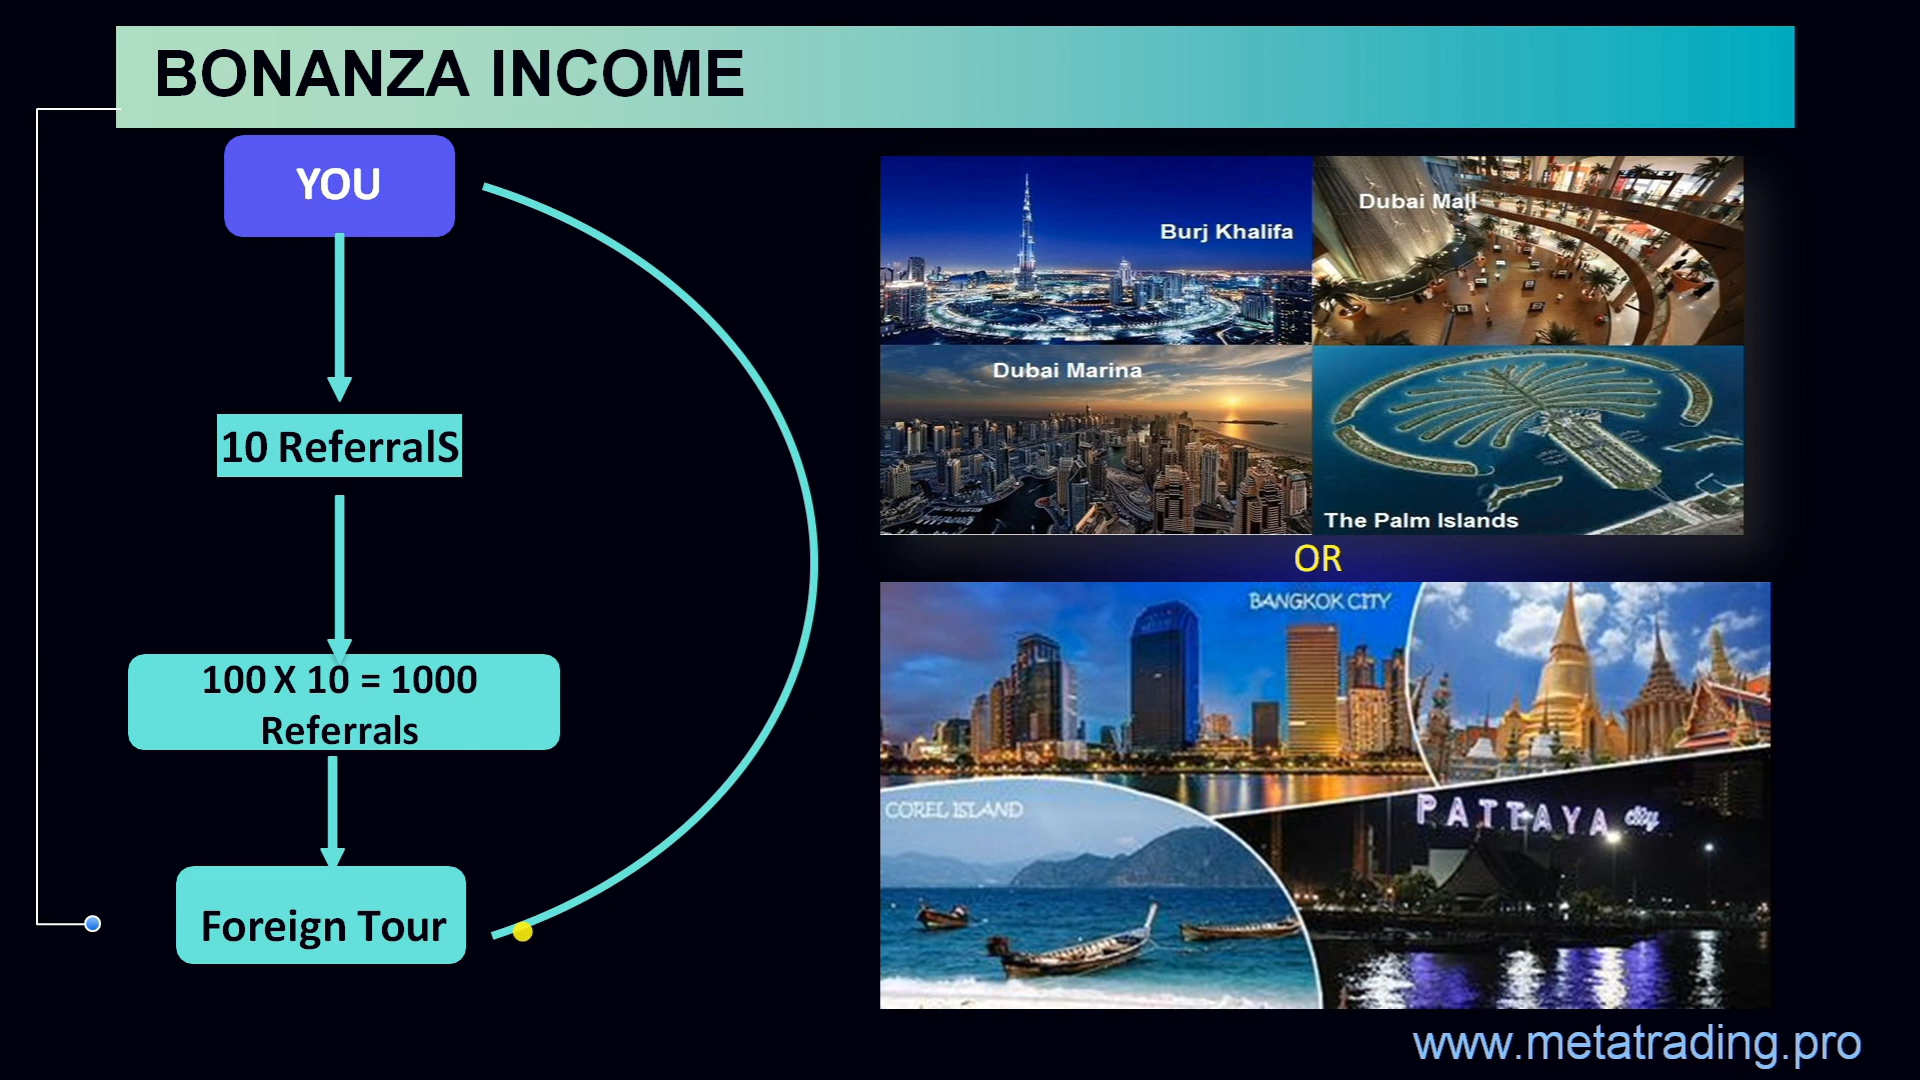 BONANZA INCOME
YOU
10 ReferralS
100 X 10 = 1000
Referrals
Foreign Tour
Burj Khalifa
Dubai Mall
Dubai Marina
The Palm Islands
OR
BANGKOK CITY
COREL ISLAND
PATTAYA city
www.metatrading.pro